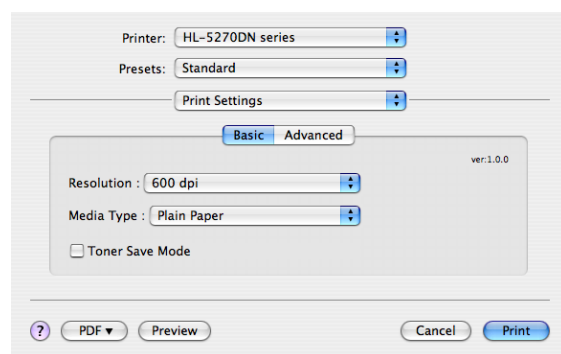 Printer: HL-5270DN series
Presets: Standard
Print Settings
Basic Advanced
ver:1.0.0
Resolution : 600 dpi
Media Type : Plain Paper
Toner Save Mode
? PDF ▼ Preview Cancel Print